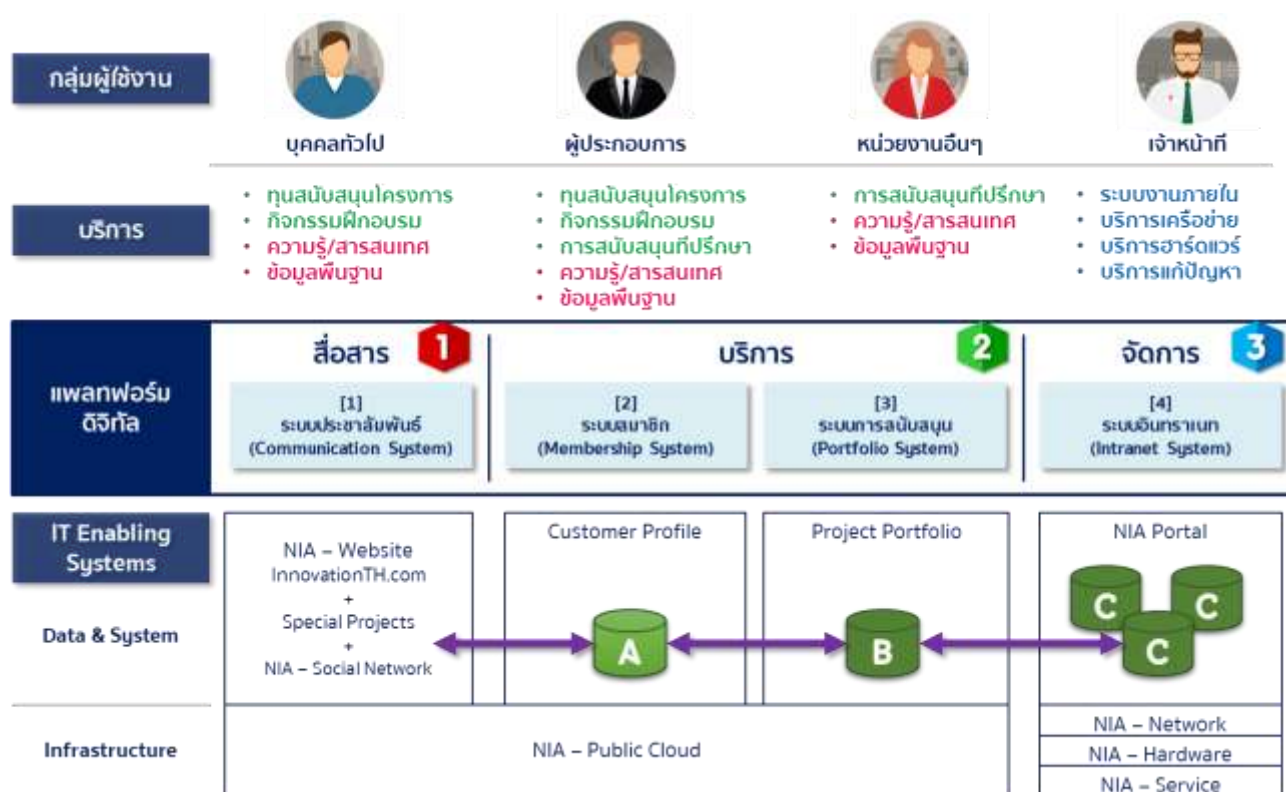 กลุ่มผู้ใช้งาน
บุคคลทั่วไป
ผู้ประกอบการ
หน่วยงานอื่นๆ
เจ้าหน้าที่
บริการ
• ทุนสนับสนุนโครงการ
• กิจกรรมฝึกอบรม
• ความรู้/สารสนเทศ
• ข้อมูลพื้นฐาน
• ทุนสนับสนุนโครงการ
• กิจกรรมฝึกอบรม
• การสนับสนุนที่ปรึกษา
• ความรู้/สารสนเทศ
• ข้อมูลพื้นฐาน
• การสนับสนุนที่ปรึกษา
• ความรู้/สารสนเทศ
• ข้อมูลพื้นฐาน
• ระบบงานภายใน
• บริการเครือข่าย
• บริการฮาร์ดแวร์
• บริการแก้ปัญหา
แพลทฟอร์ม
ดิจิทัล
สื่อสาร 1
บริการ 2
จัดการ 3
[1]
ระบบประชาสัมพันธ์
(Communication System)
[2]
ระบบสมาชิก
(Membership System)
[3]
ระบบการสนับสนุน
(Portfolio System)
[4]
ระบบอินทราเนท
(Intranet System)
IT Enabling
Systems
Data & System
NIA – Website
InnovationTH.com
+
Special Projects
+
NIA – Social Network
Customer Profile
A
Project Portfolio
B
NIA Portal
C
C
C
Infrastructure
NIA – Public Cloud
NIA – Network
NIA – Hardware
NIA – Service